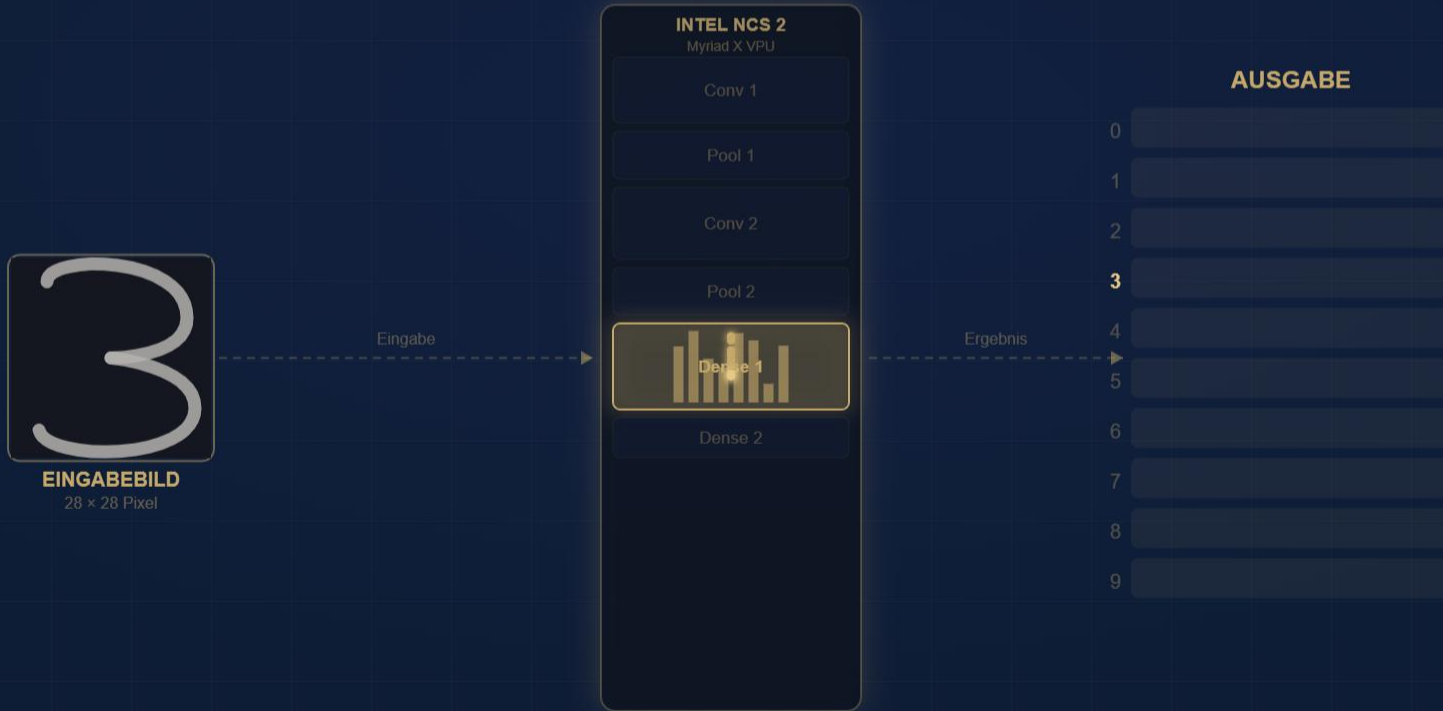 3
EINGABEBILD
28 × 28 Pixel
Eingabe
INTEL NCS 2
Myriad X VPU
Conv 1
Pool 1
Conv 2
Pool 2
Dense 1
Dense 2
Ergebnis
AUSGABE
0
1
2
3
4
5
6
7
8
9